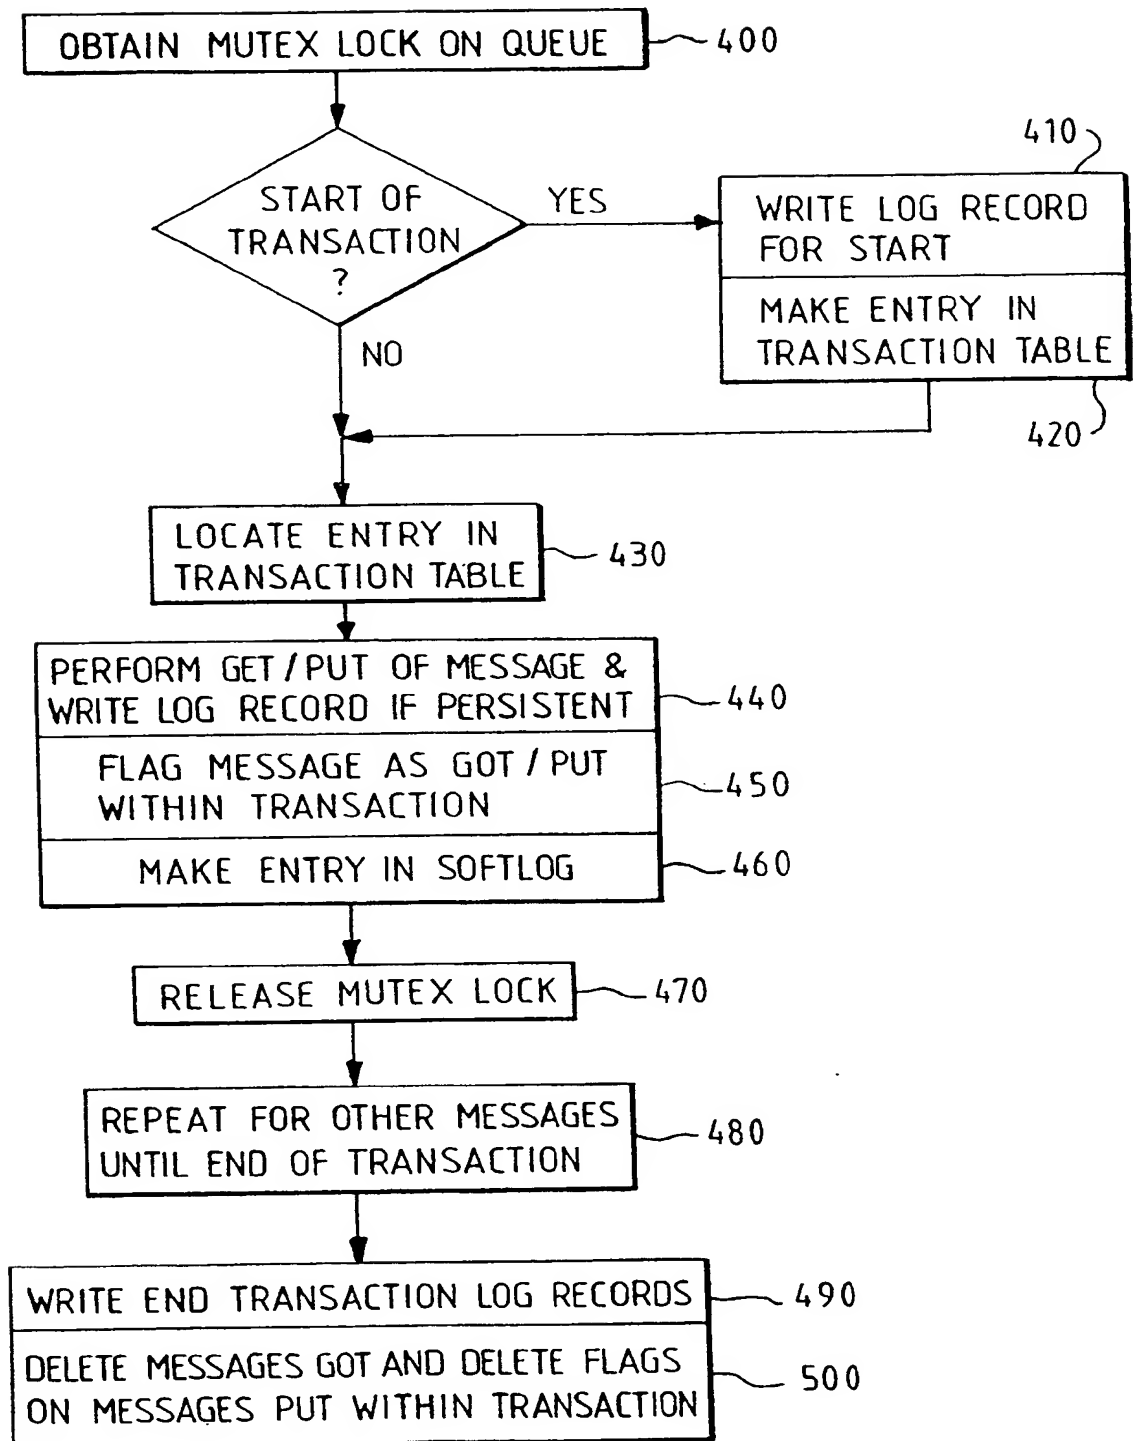 OBTAIN MUTEX LOCK ON QUEUE 400
410
START OF
TRANSACTION
?
YES
WRITE LOG RECORD
FOR START
MAKE ENTRY IN
TRANSACTION TABLE
NO
420
LOCATE ENTRY IN
TRANSACTION TABLE
430
PERFORM GET / PUT OF MESSAGE &
WRITE LOG RECORD IF PERSISTENT
440
FLAG MESSAGE AS GOT / PUT
WITHIN TRANSACTION
450
MAKE ENTRY IN SOFTLOG 460
RELEASE MUTEX LOCK 470
REPEAT FOR OTHER MESSAGES
UNTIL END OF TRANSACTION
480
WRITE END TRANSACTION LOG RECORDS 490
DELETE MESSAGES GOT AND DELETE FLAGS
ON MESSAGES PUT WITHIN TRANSACTION
500